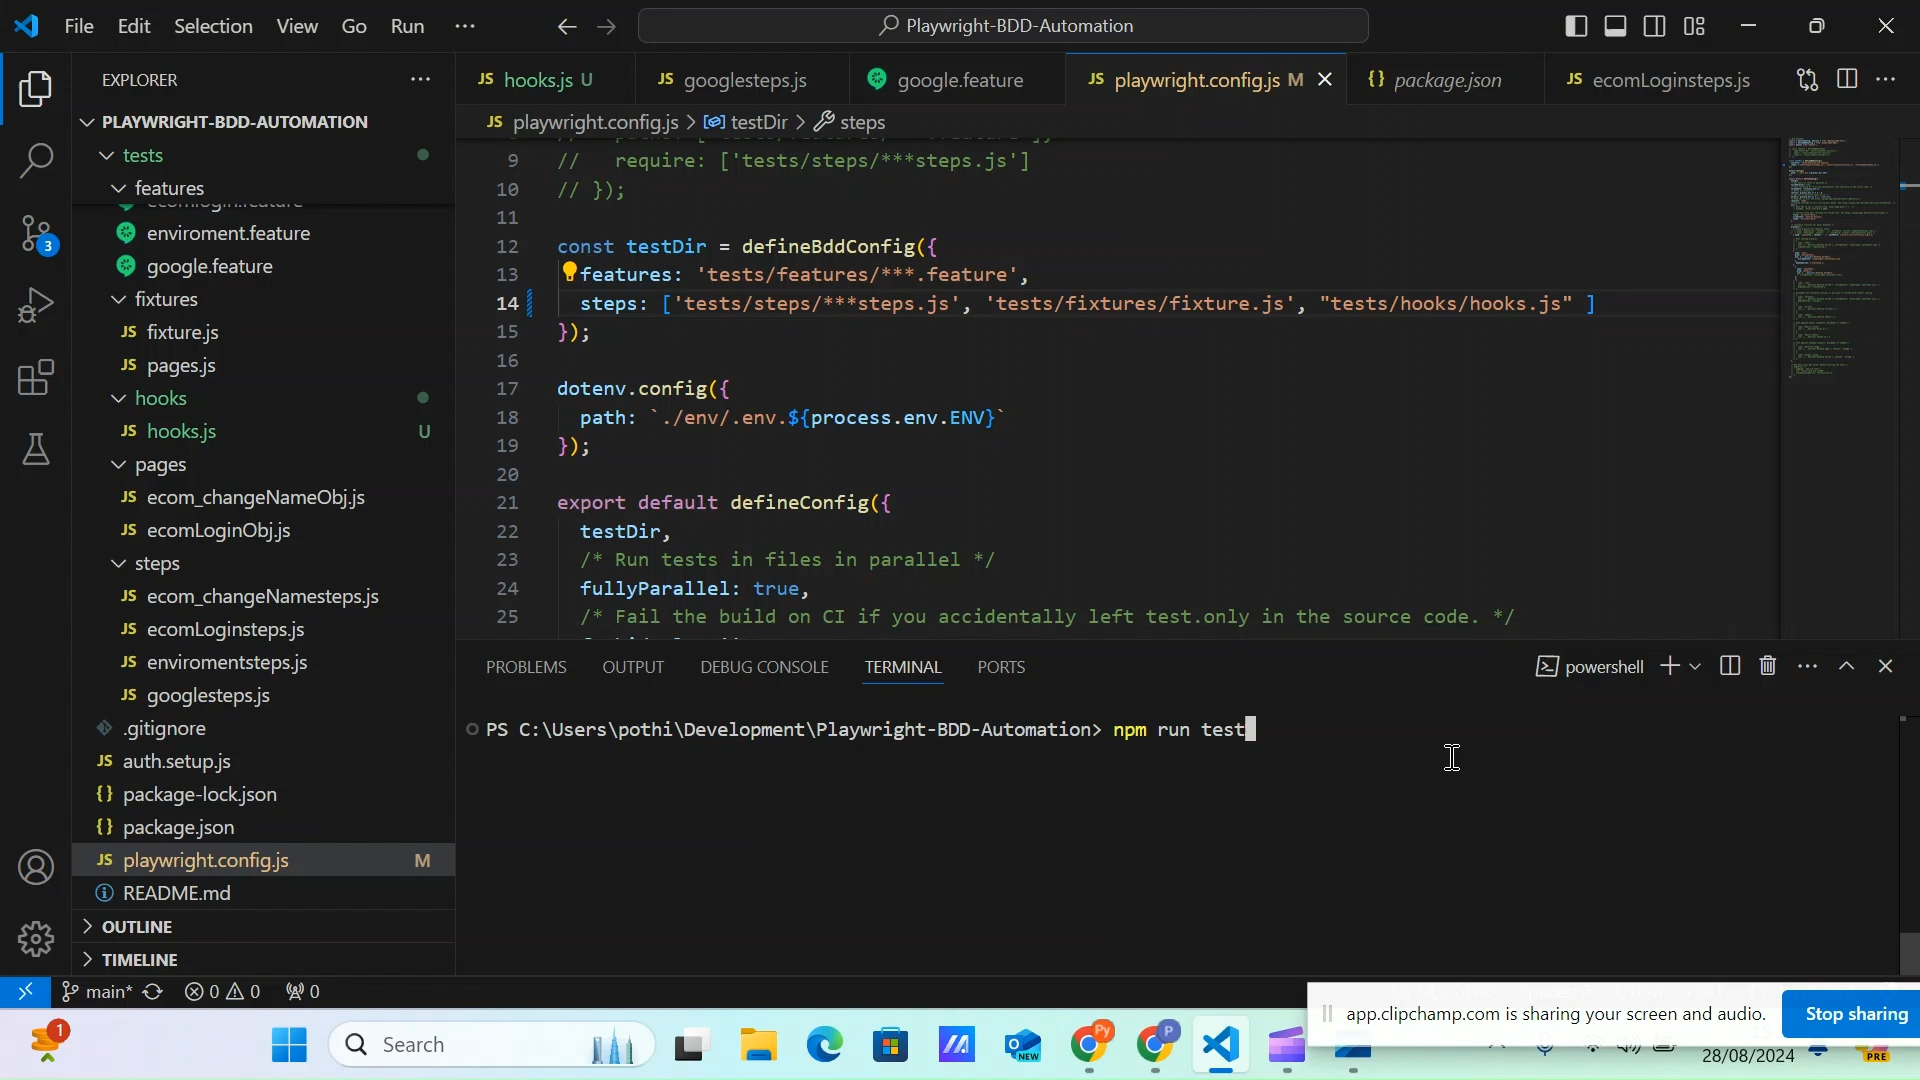 File Edit Selection View Go Run ···
Playwright-BDD-Automation
EXPLORER
PLAYWRIGHT-BDD-AUTOMATION
tests
features
enviroment.feature
google.feature
fixtures
JS fixture.js
JS pages.js
hooks
JS hooks.js U
pages
JS ecom_changeNameObj.js
JS ecomLoginObj.js
steps
JS ecom_changeNamesteps.js
JS ecomLoginsteps.js
JS enviromentsteps.js
JS googlesteps.js
.gitignore
JS auth.setup.js
{} package-lock.json
{} package.json
JS playwright.config.js M
README.md
OUTLINE
TIMELINE
3
JS hooks.js U
JS googlesteps.js
google.feature
JS playwright.config.js M
{} package.json
JS ecomLoginsteps.js
JS playwright.config.js > testDir > steps
9 //   require: ['tests/steps/***steps.js']
10 // });
11
12 const testDir = defineBddConfig({
13 features: 'tests/features/***.feature',
14 steps: ['tests/steps/***steps.js', 'tests/fixtures/fixture.js', "tests/hooks/hooks.js" ]
15 });
16
17 dotenv.config({
18 path: `./env/.env.${process.env.ENV}`
19 });
20
21 export default defineConfig({
22 testDir,
23 /* Run tests in files in parallel */
24 fullyParallel: true,
25 /* Fail the build on CI if you accidentally left test.only in the source code. */
PROBLEMS OUTPUT DEBUG CONSOLE TERMINAL PORTS
powershell
PS C:\Users\pothi\Development\Playwright-BDD-Automation> npm run test
main* 0 0 0
app.clipchamp.com is sharing your screen and audio.
Stop sharing
1
Search
NEW
Py
P
28/08/2024
PRE